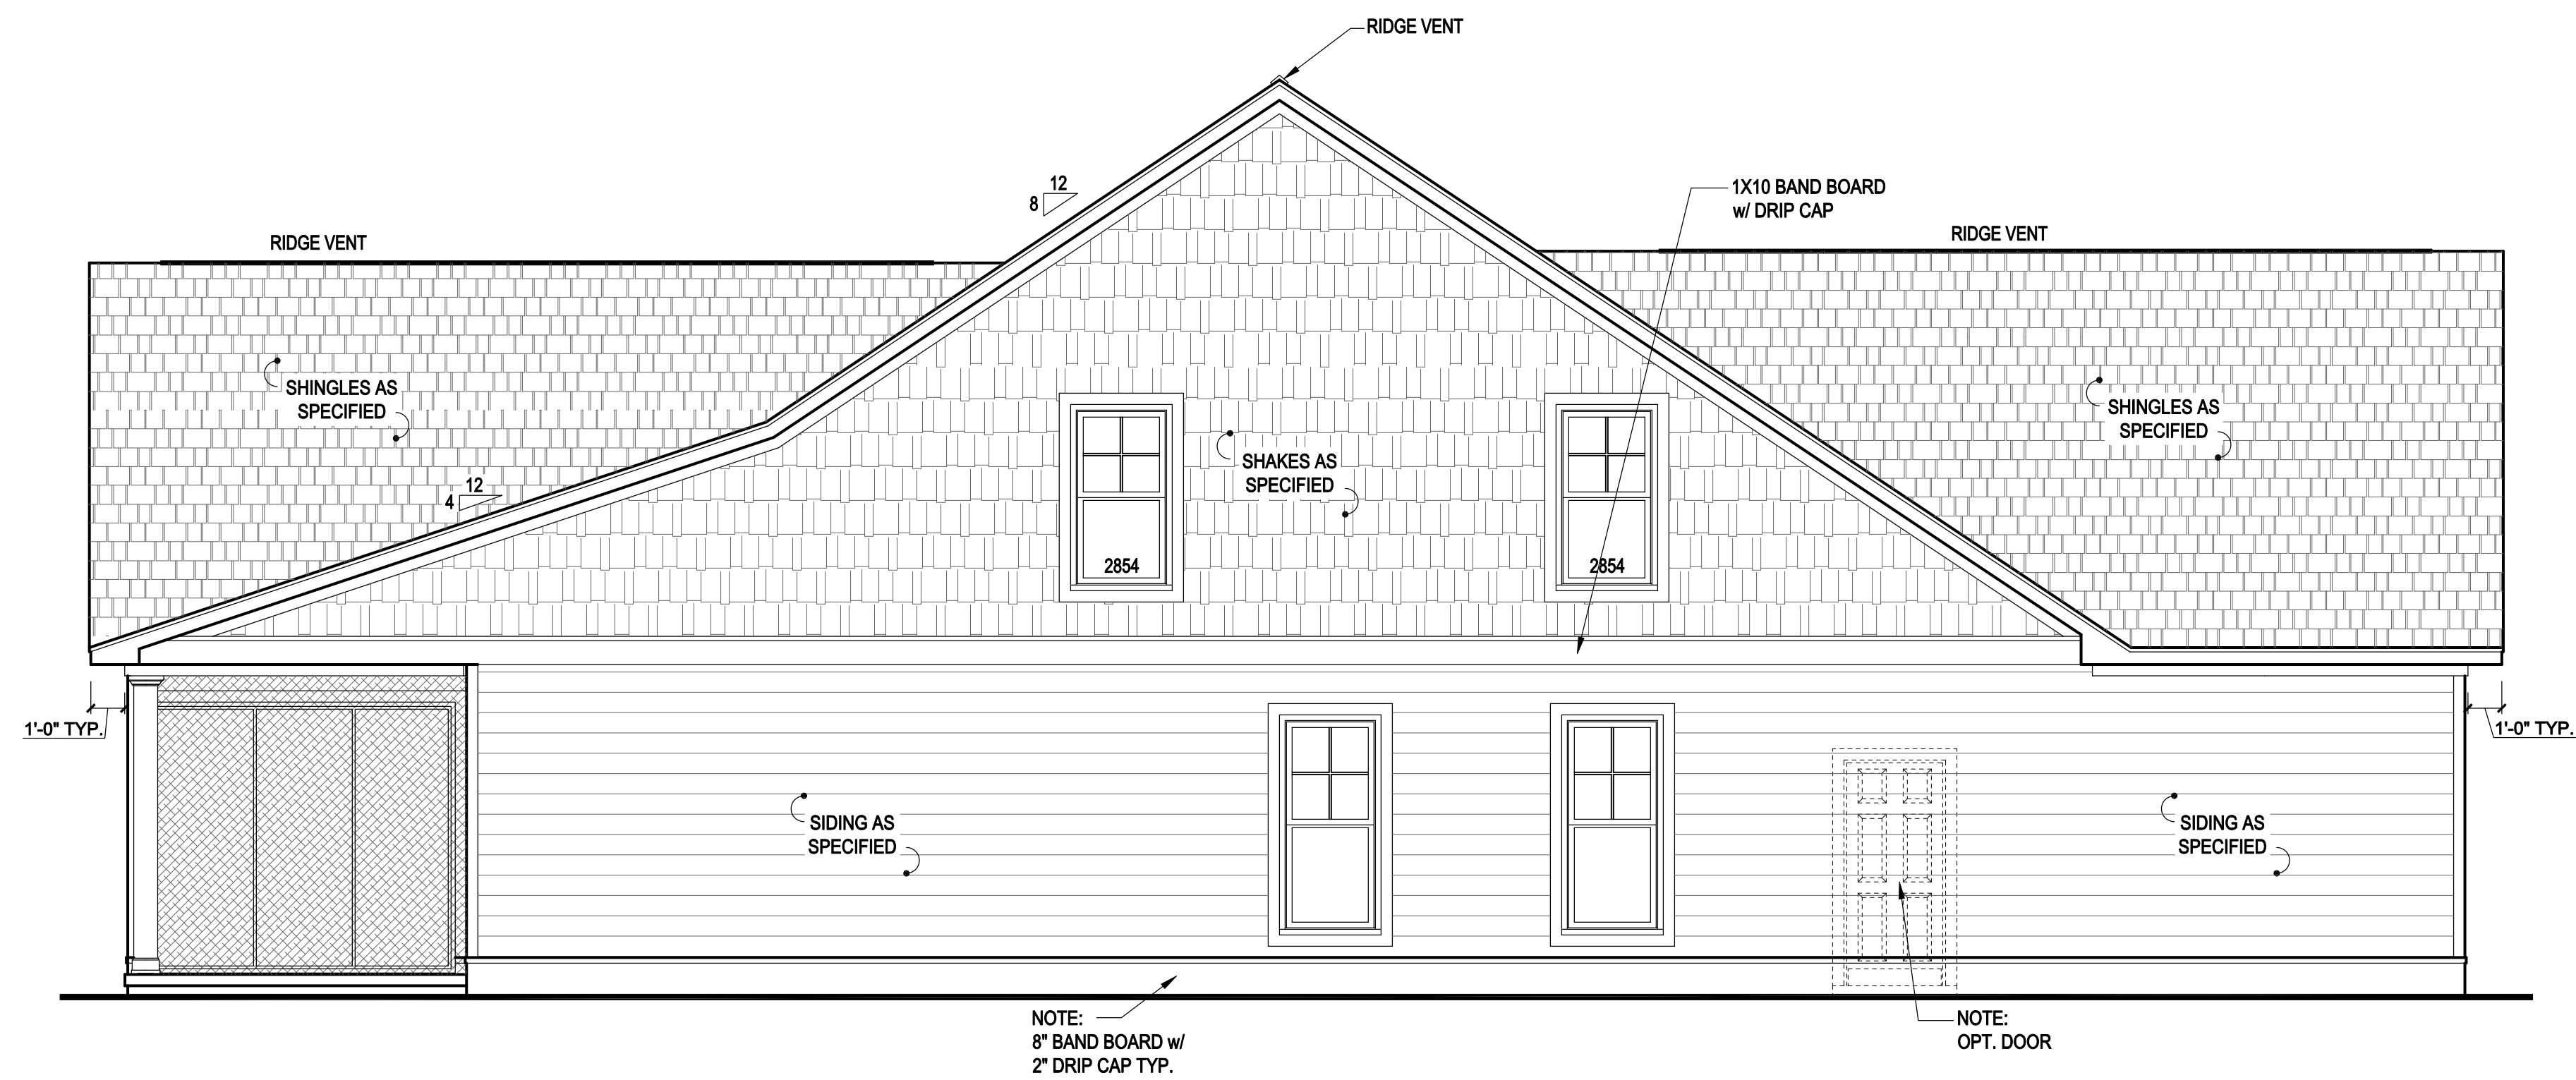 RIDGE VENT
12
8
1X10 BAND BOARD
w/ DRIP CAP
RIDGE VENT
RIDGE VENT
SHINGLES AS
SPECIFIED
SHINGLES AS
SPECIFIED
12
4
SHAKES AS
SPECIFIED
2854
2854
1'-0" TYP.
1'-0" TYP.
SIDING AS
SPECIFIED
SIDING AS
SPECIFIED
NOTE:
8" BAND BOARD w/
2" DRIP CAP TYP.
NOTE:
OPT. DOOR